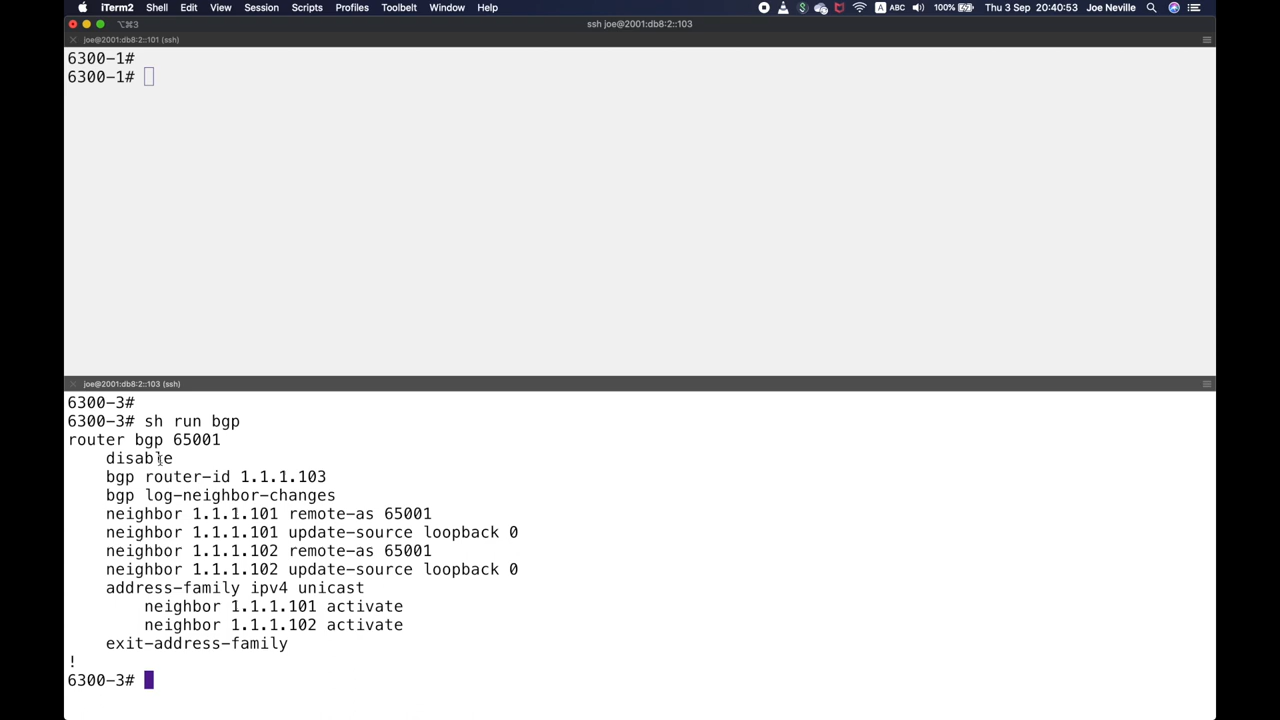 iTerm2 Shell Edit View Session Scripts Profiles Toolbelt Window Help A ABC 100% Thu 3 Sep 20:40:53 Joe Neville
⌥⌘3 ssh joe@2001:db8:2::103
joe@2001:db8:2::101 (ssh)
6300-1#
6300-1#
joe@2001:db8:2::103 (ssh)
6300-3#
6300-3# sh run bgp
router bgp 65001
    disable
    bgp router-id 1.1.1.103
    bgp log-neighbor-changes
    neighbor 1.1.1.101 remote-as 65001
    neighbor 1.1.1.101 update-source loopback 0
    neighbor 1.1.1.102 remote-as 65001
    neighbor 1.1.1.102 update-source loopback 0
    address-family ipv4 unicast
        neighbor 1.1.1.101 activate
        neighbor 1.1.1.102 activate
    exit-address-family
!
6300-3#